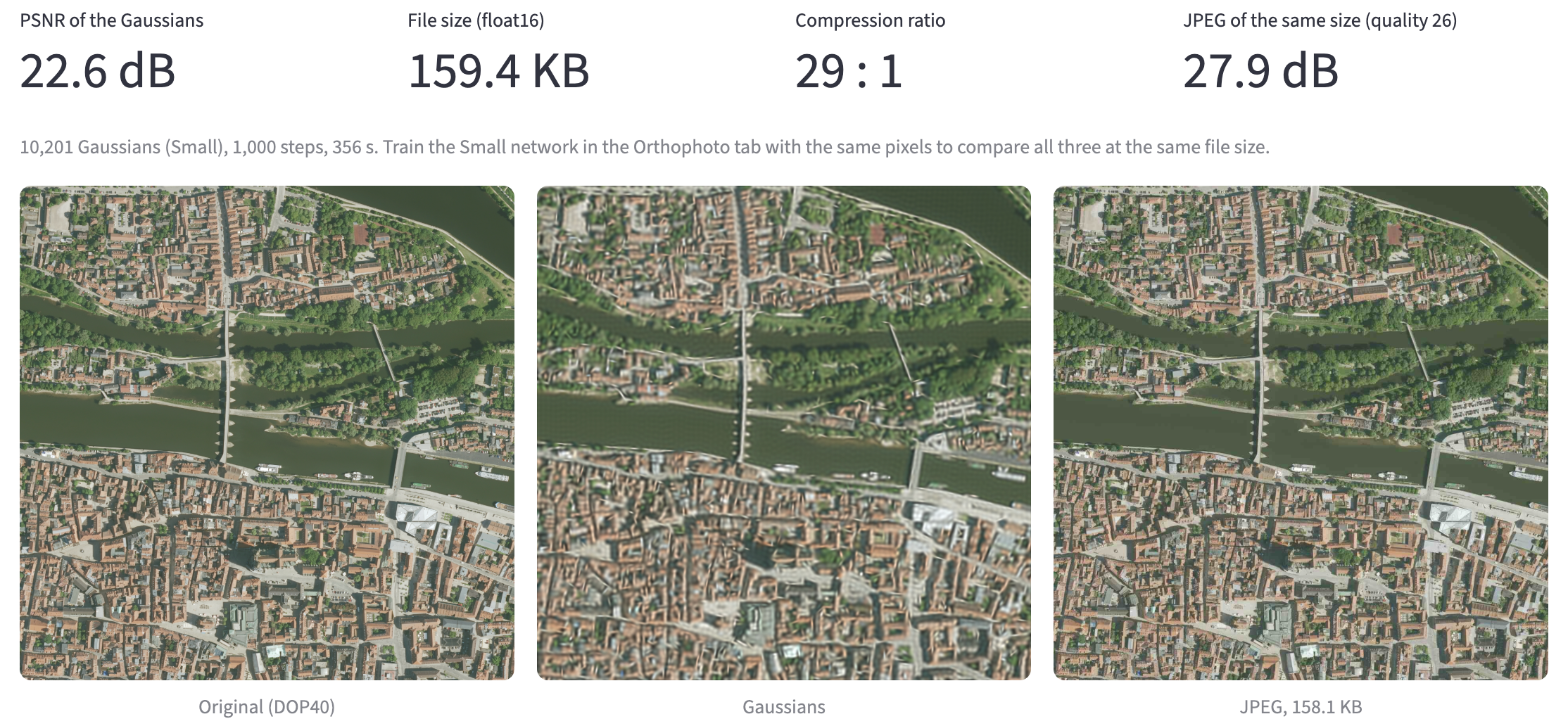 PSNR of the Gaussians
22.6 dB
File size (float16)
159.4 KB
Compression ratio
29 : 1
JPEG of the same size (quality 26)
27.9 dB
10,201 Gaussians (Small), 1,000 steps, 356 s. Train the Small network in the Orthophoto tab with the same pixels to compare all three at the same file size.
Original (DOP40)
Gaussians
JPEG, 158.1 KB